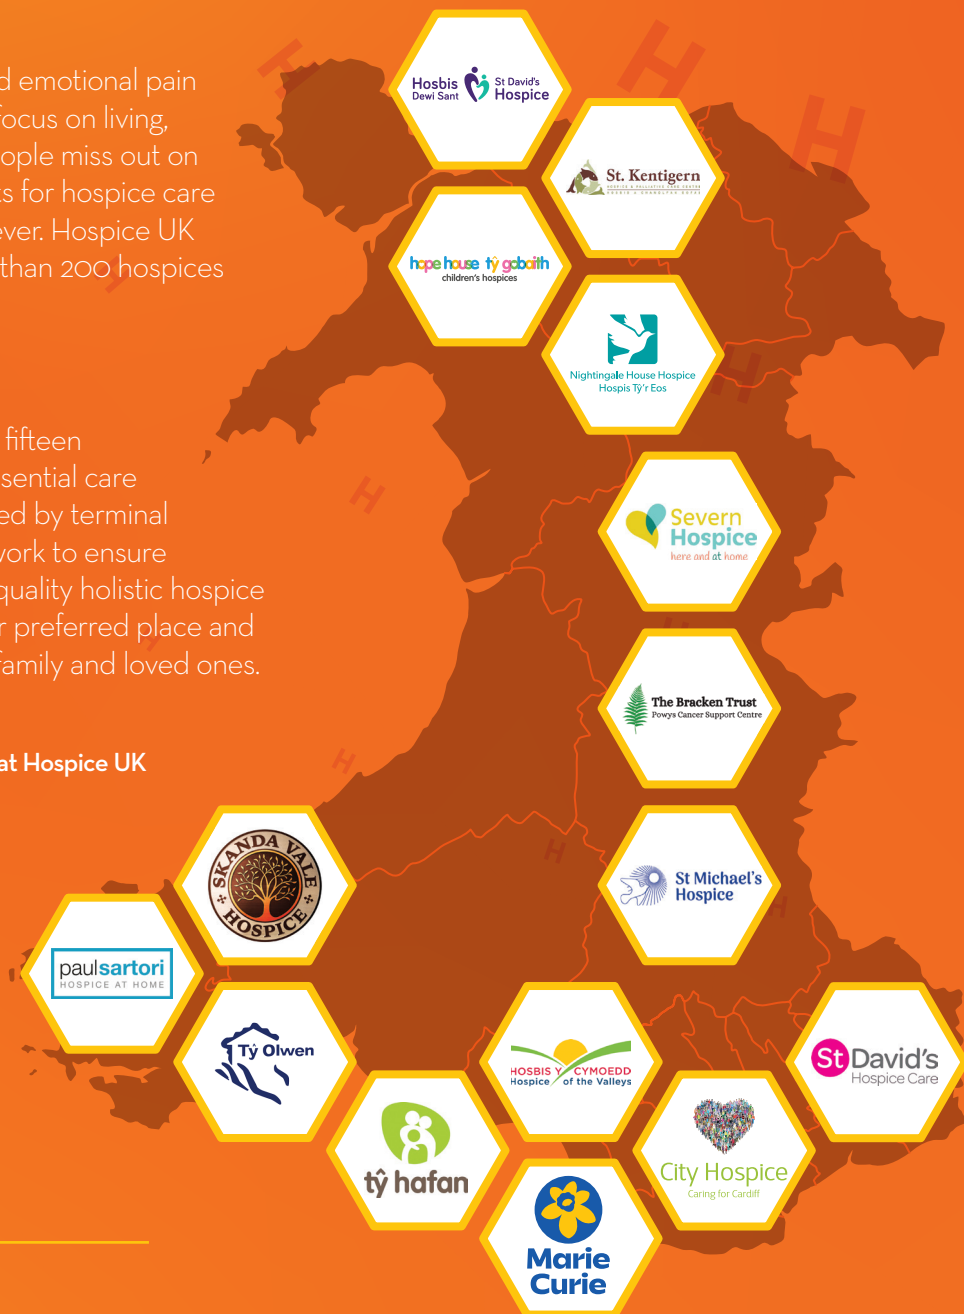 d emotional pain
focus on living,
ople miss out on
ts for hospice care
ever. Hospice UK
than 200 hospices
fifteen
sential care
ed by terminal
work to ensure
quality holistic hospice
r preferred place and
family and loved ones.
at Hospice UK
Hosbis St David's
Dewi Sant Hospice
St. Kentigern
HOSPICE & PALLIATIVE CARE CENTRE
hope house tŷ gobaith
children's hospices
Nightingale House Hospice
Hospis Tŷ'r Eos
Severn
Hospice
here and at home
The Bracken Trust
Powys Cancer Support Centre
St Michael's
Hospice
SKANDA VALE
HOSPICE
paulsartori
HOSPICE AT HOME
Tŷ Olwen
HOSBIS Y CYMOEDD
Hospice of the Valleys
St David's
Hospice Care
tŷ hafan
City Hospice
Caring for Cardiff
Marie
Curie
H
H
H
H
H
H
H
H
H
H
H